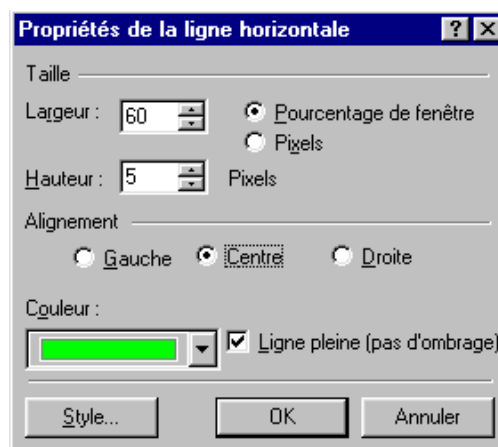 Propriétés de la ligne horizontale
Taille
Largeur : 60 Pourcentage de fenêtre
Pixels
Hauteur : 5 Pixels
Alignement
Gauche Centre Droite
Couleur :
Ligne pleine (pas d'ombrage)
Style... OK Annuler